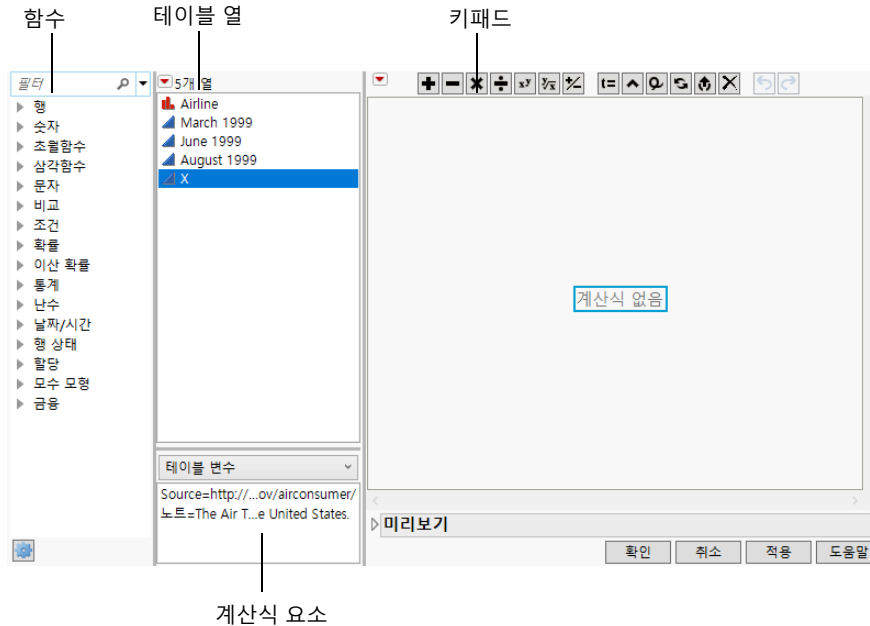 함수
테이블 열
키패드
필터
행
숫자
초월함수
삼각함수
문자
비교
조건
확률
이산 확률
통계
난수
날짜/시간
행 상태
할당
모수 모형
금융
5개 열
Airline
March 1999
June 1999
August 1999
X
테이블 변수
Source=http://...ov/airconsumer/
노트=The Air T...e United States.
x^y
y/x
+/-
t=
계산식 없음
미리보기
확인
취소
적용
도움말
계산식 요소